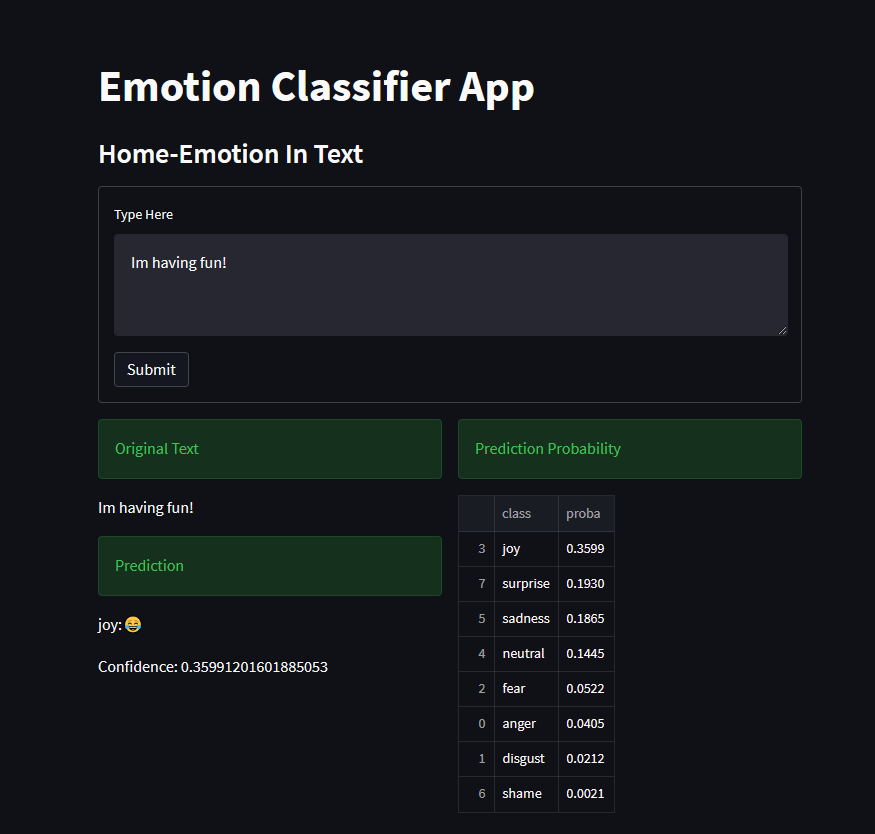 Emotion Classifier App
Home-Emotion In Text
Type Here
Im having fun!
Submit
Original Text
Im having fun!
Prediction
joy: 😂
Confidence: 0.35991201601885053
Prediction Probability
class proba
3 joy 0.3599
7 surprise 0.1930
5 sadness 0.1865
4 neutral 0.1445
2 fear 0.0522
0 anger 0.0405
1 disgust 0.0212
6 shame 0.0021